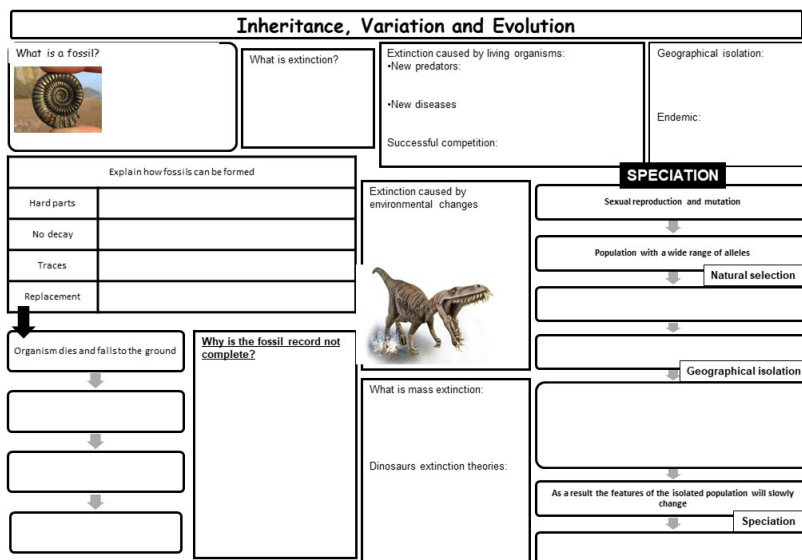 Inheritance, Variation and Evolution
What is a fossil?
What is extinction?
Extinction caused by living organisms:
•New predators:
•New diseases
Successful competition:
Geographical isolation:
Endemic:
Explain how fossils can be formed
Hard parts
No decay
Traces
Replacement
Organism dies and falls to the ground
Why is the fossil record not
complete?
Extinction caused by
environmental changes
What is mass extinction:
Dinosaurs extinction theories:
SPECIATION
Sexual reproduction and mutation
Population with a wide range of alleles
Natural selection
Geographical isolation
As a result the features of the isolated population will slowly
change
Speciation